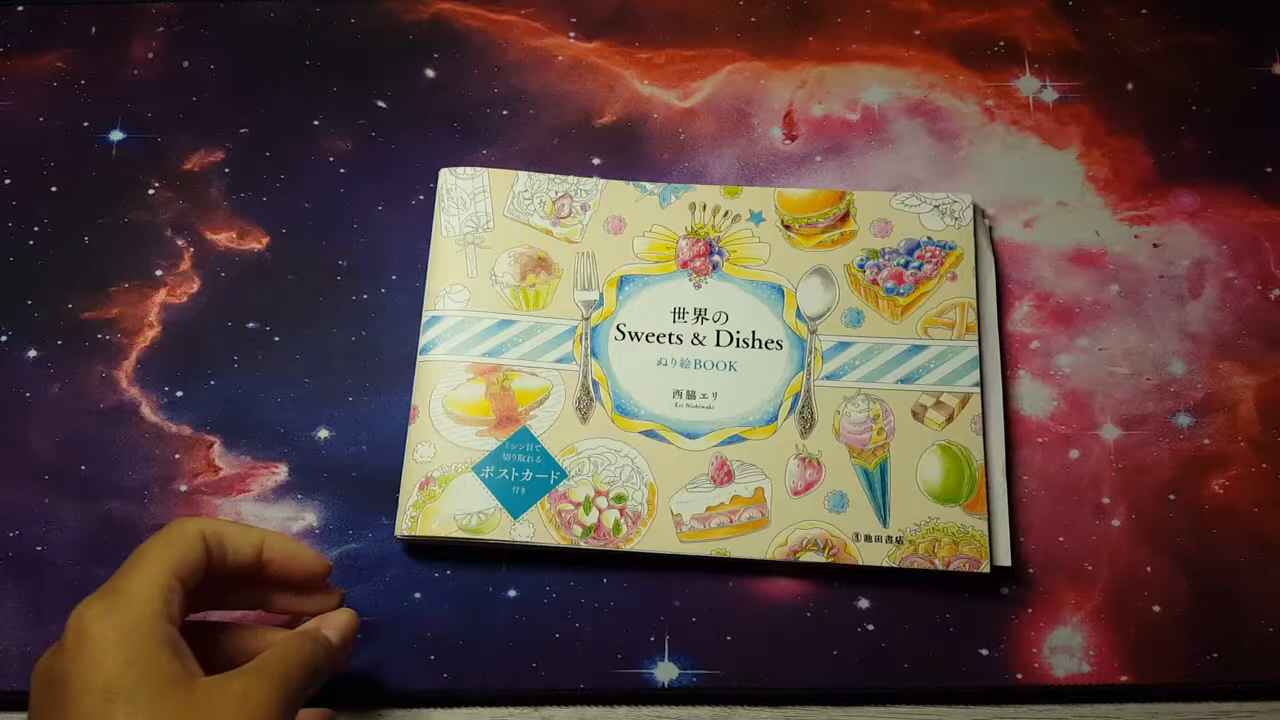 世界の
Sweets & Dishes
ぬり絵BOOK
西脇エリ
Eri Nishiwaki
ミシン目で
切り取れる
ポストカード
付き
池田書店